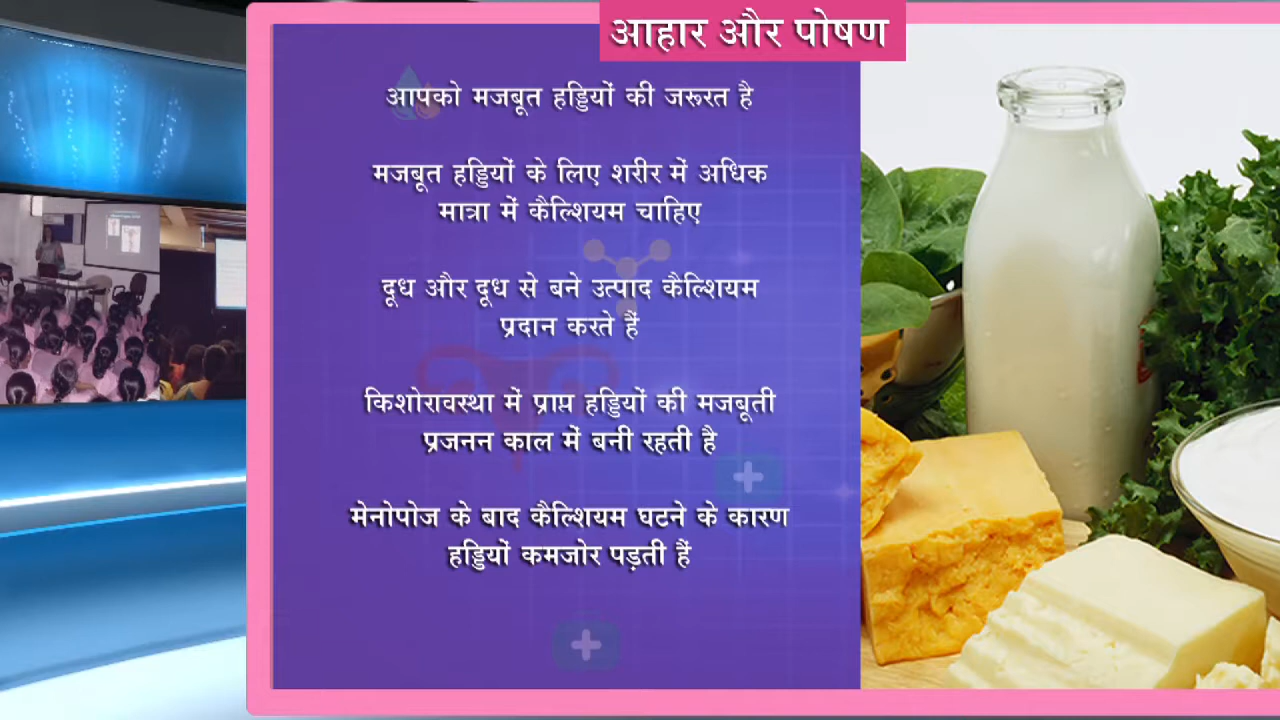 आहार और पोषण
आपको मजबूत हड्डियों की जरूरत है
मजबूत हड्डियों के लिए शरीर में अधिक
मात्रा में कैल्शियम चाहिए
दूध और दूध से बने उत्पाद कैल्शियम
प्रदान करते हैं
किशोरावस्था में प्राप्त हड्डियों की मजबूती
प्रजनन काल में बनी रहती है
मेनोपोज के बाद कैल्शियम घटने के कारण
हड्डियों कमजोर पड़ती हैं